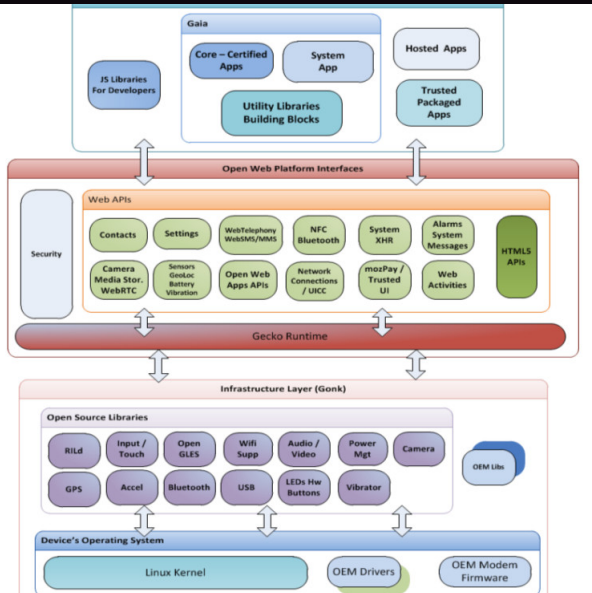 Gaia
Core – Certified
Apps
System
App
Hosted Apps
JS Libraries
For Developers
Utility Libraries
Building Blocks
Trusted
Packaged
Apps
Open Web Platform Interfaces
Security
Web APIs
Contacts
Settings
WebTelephony
WebSMS/MMS
NFC
Bluetooth
System
XHR
Alarms
System
Messages
HTML5
APIs
Camera
Media Stor.
WebRTC
Sensors
GeoLoc
Battery
Vibration
Open Web
Apps APIs
Network
Connections
/ UICC
mozPay /
Trusted
UI
Web
Activities
Gecko Runtime
Infrastructure Layer (Gonk)
Open Source Libraries
RILd
Input /
Touch
Open
GLES
Wifi
Supp
Audio /
Video
Power
Mgt
Camera
OEM Libs
GPS
Accel
Bluetooth
USB
LEDs Hw
Buttons
Vibrator
Device's Operating System
Linux Kernel
OEM Drivers
OEM Modem
Firmware